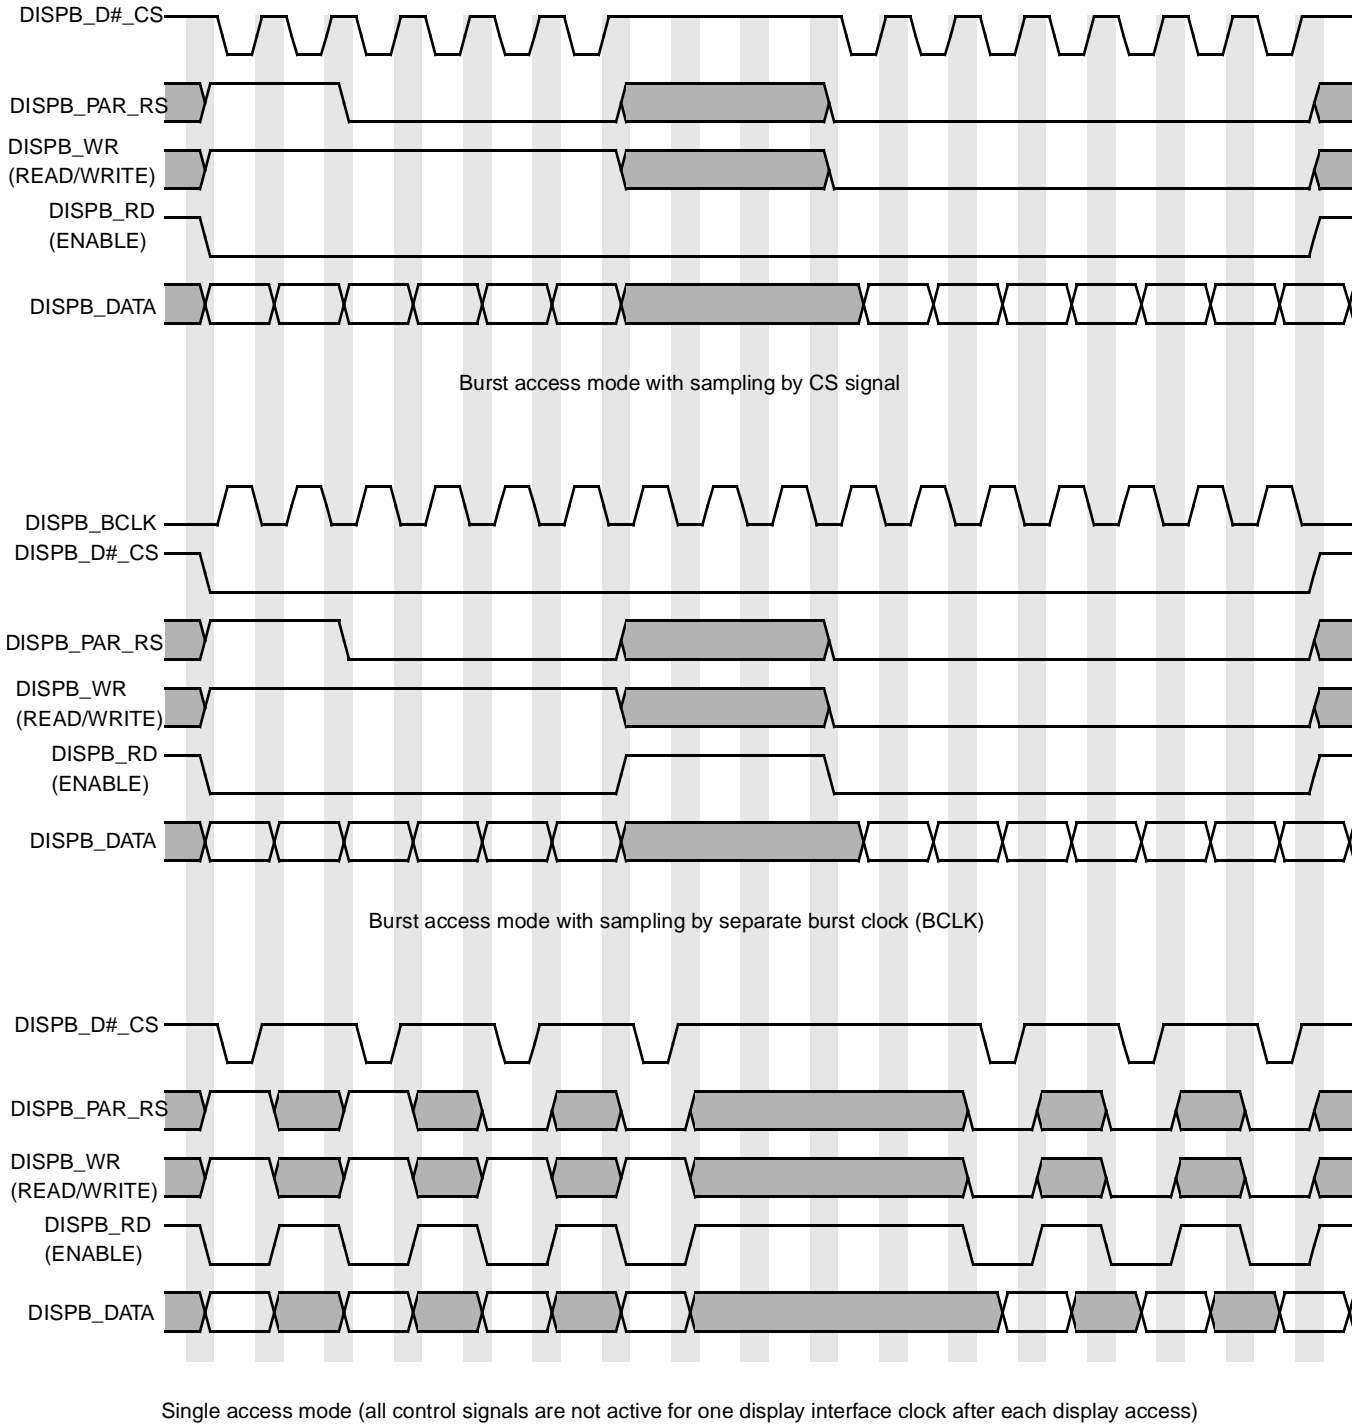 DISPB_D#_CS
DISPB_PAR_RS
DISPB_WR
(READ/WRITE)
DISPB_RD
(ENABLE)
DISPB_DATA
Burst access mode with sampling by CS signal
DISPB_BCLK
DISPB_D#_CS
DISPB_PAR_RS
DISPB_WR
(READ/WRITE)
DISPB_RD
(ENABLE)
DISPB_DATA
Burst access mode with sampling by separate burst clock (BCLK)
DISPB_D#_CS
DISPB_PAR_RS
DISPB_WR
(READ/WRITE)
DISPB_RD
(ENABLE)
DISPB_DATA
Single access mode (all control signals are not active for one display interface clock after each display access)